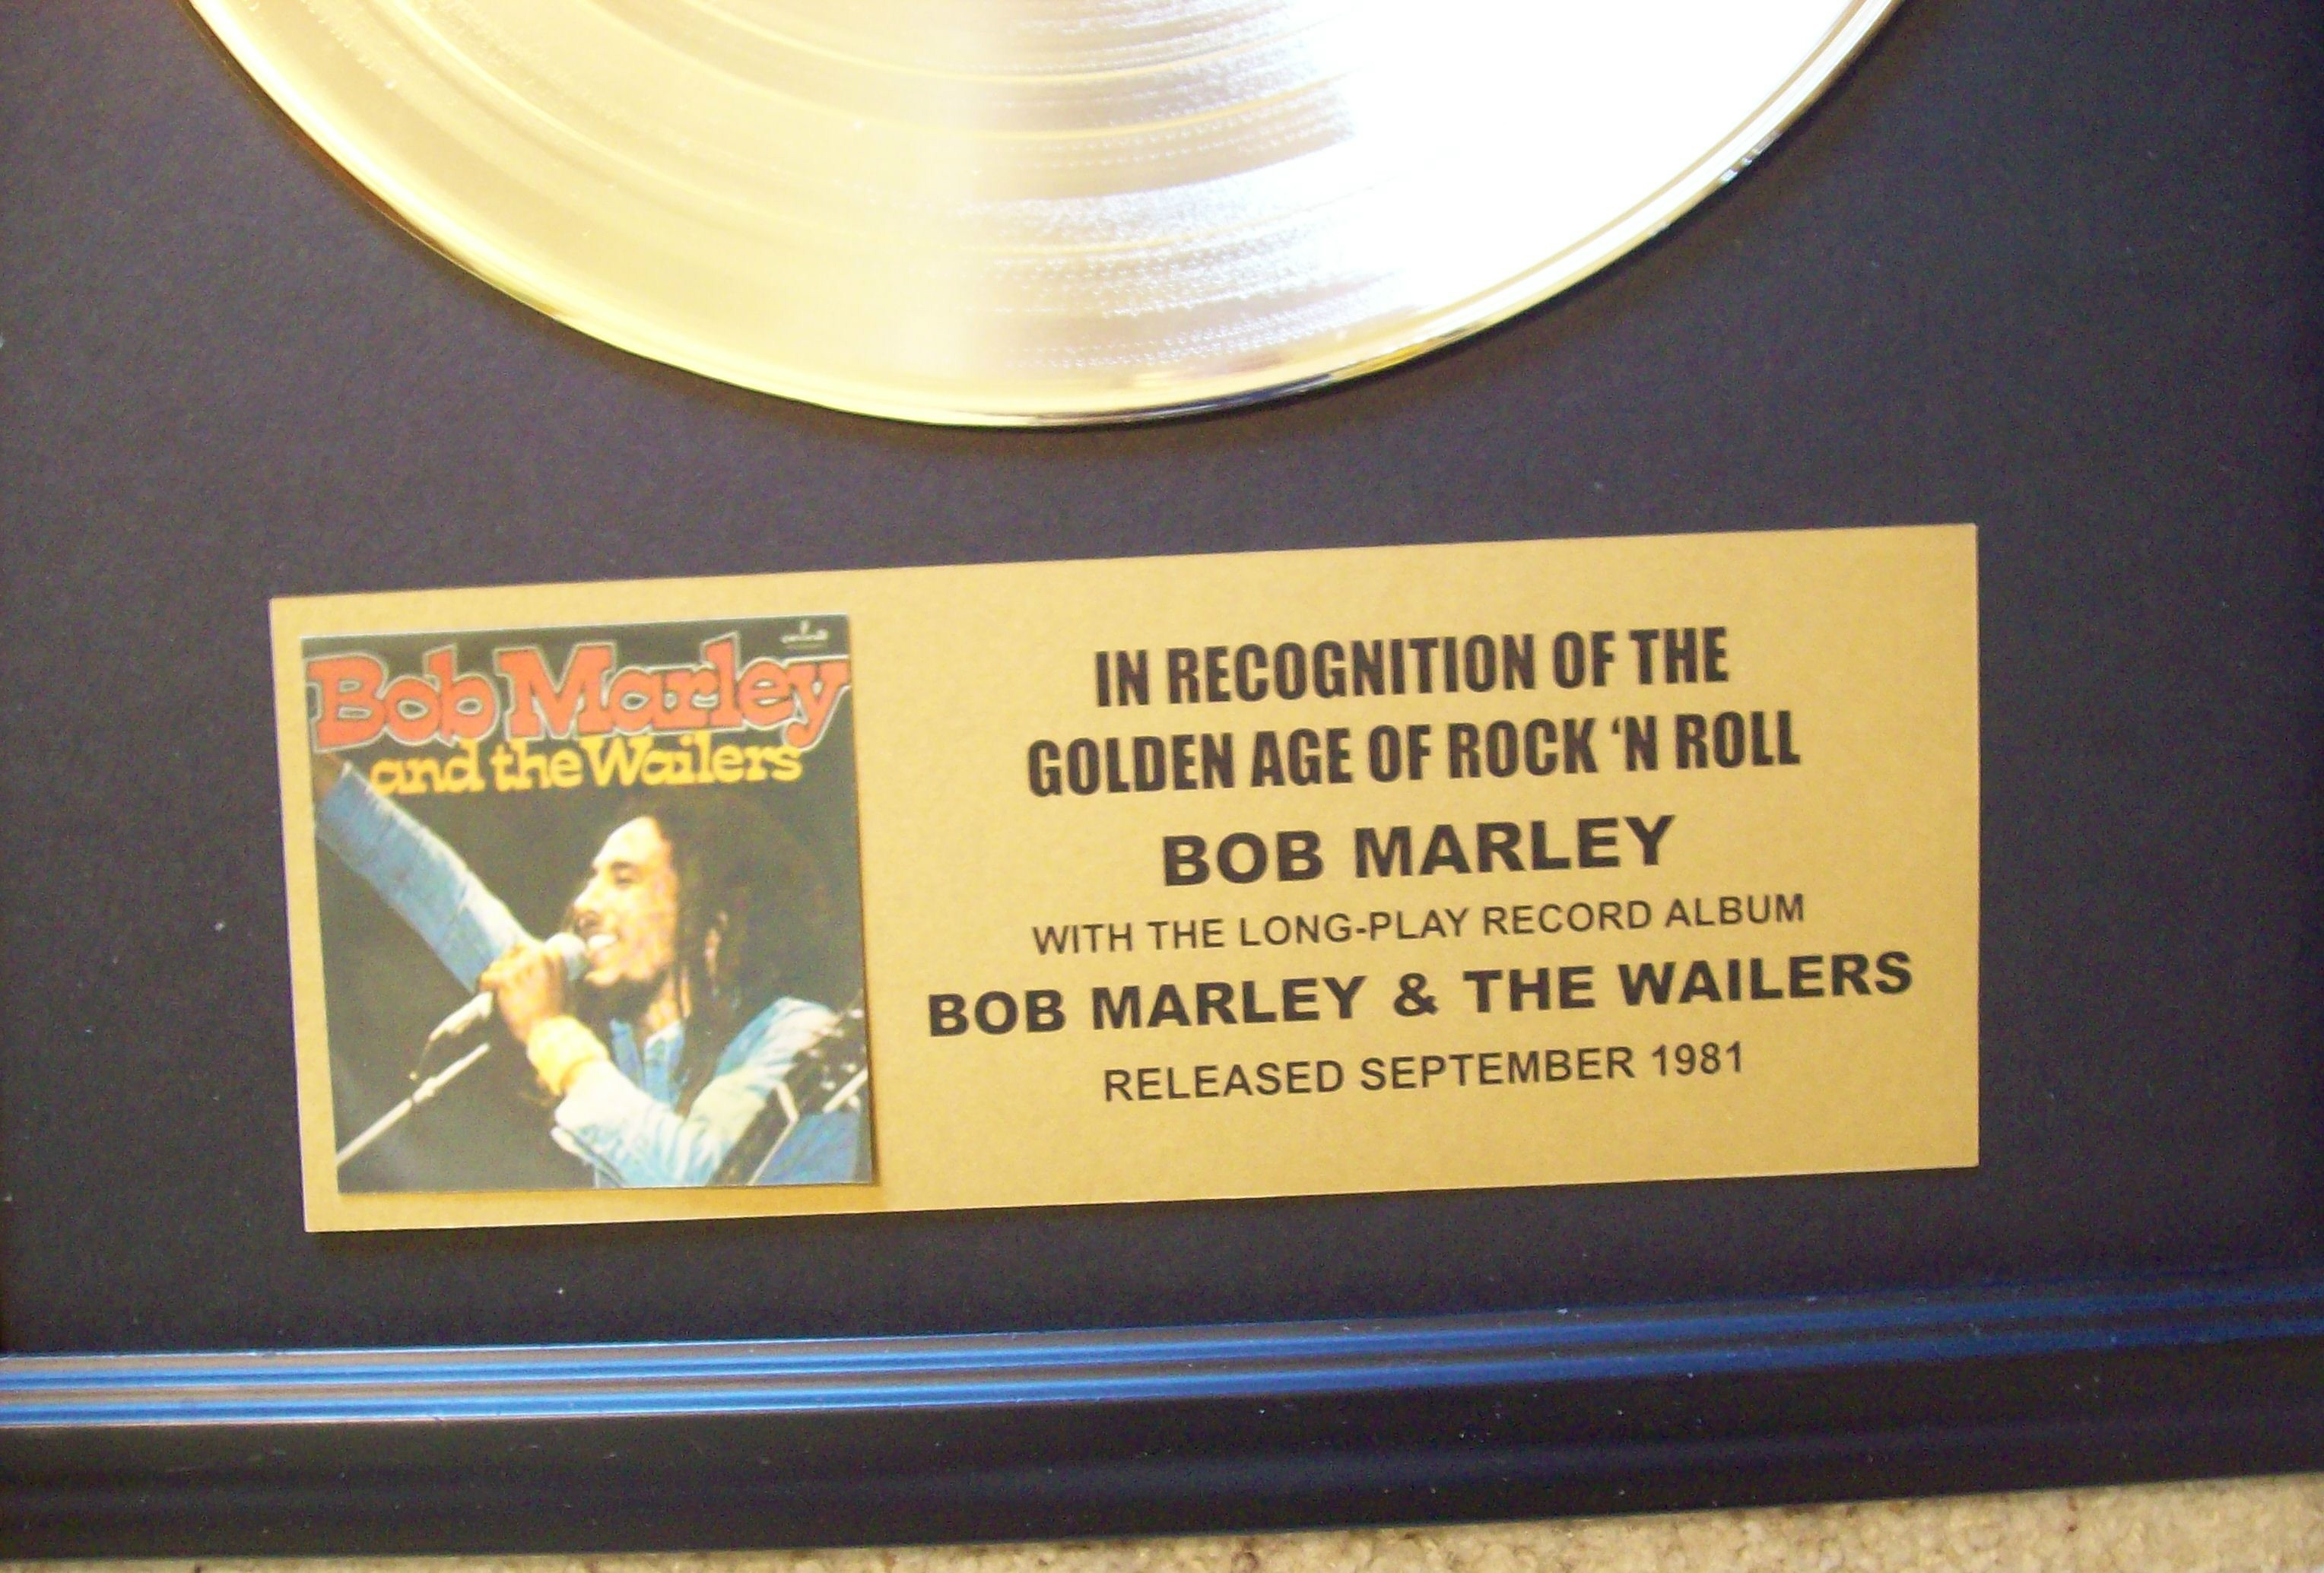 Bob Marley
and the Wailers
IN RECOGNITION OF THE
GOLDEN AGE OF ROCK ‘N ROLL
BOB MARLEY
WITH THE LONG-PLAY RECORD ALBUM
BOB MARLEY & THE WAILERS
RELEASED SEPTEMBER 1981